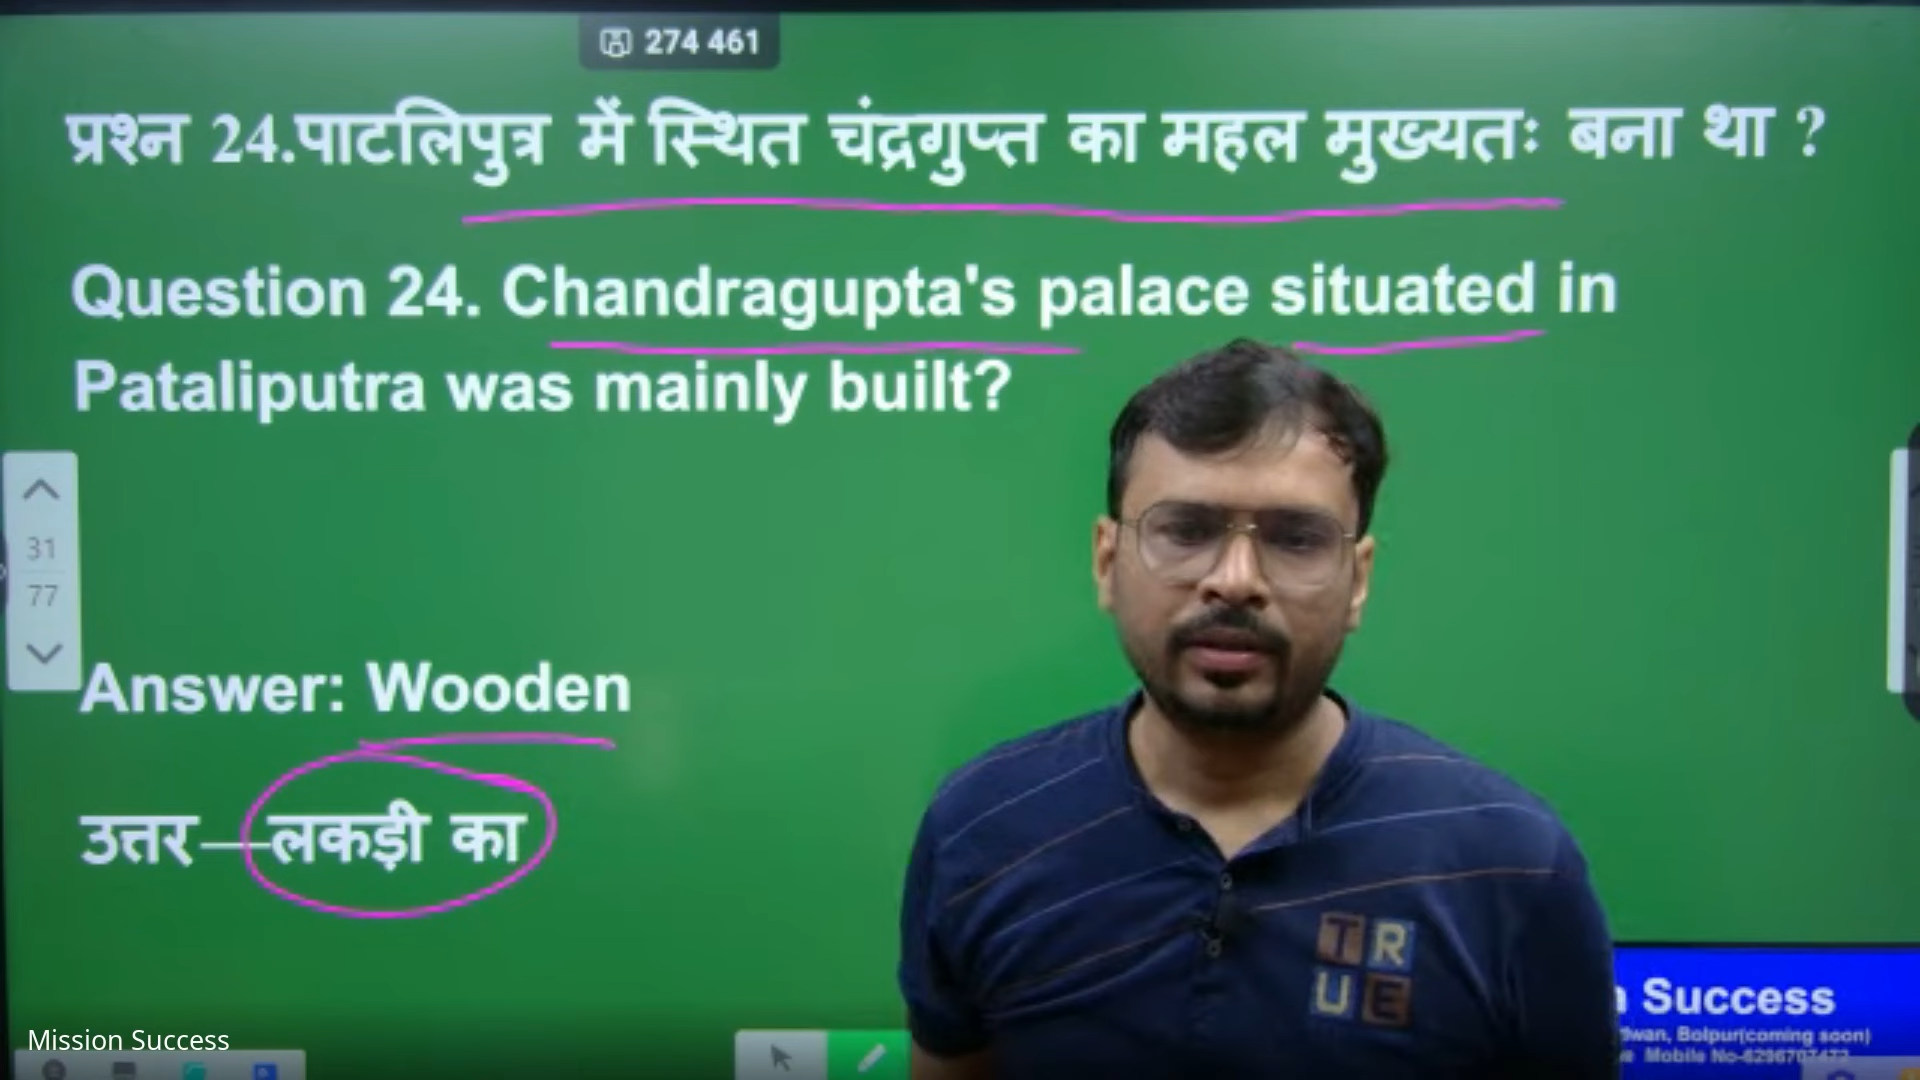 274 461
प्रश्न 24.पाटलिपुत्र में स्थित चंद्रगुप्त का महल मुख्यतः बना था ?
Question 24. Chandragupta's palace situated in
Pataliputra was mainly built?
31
77
Answer: Wooden
उत्तर—लकड़ी का
T R
U E
Success
Bolpur(coming soon)
Mobile No-6296707472
Mission Success